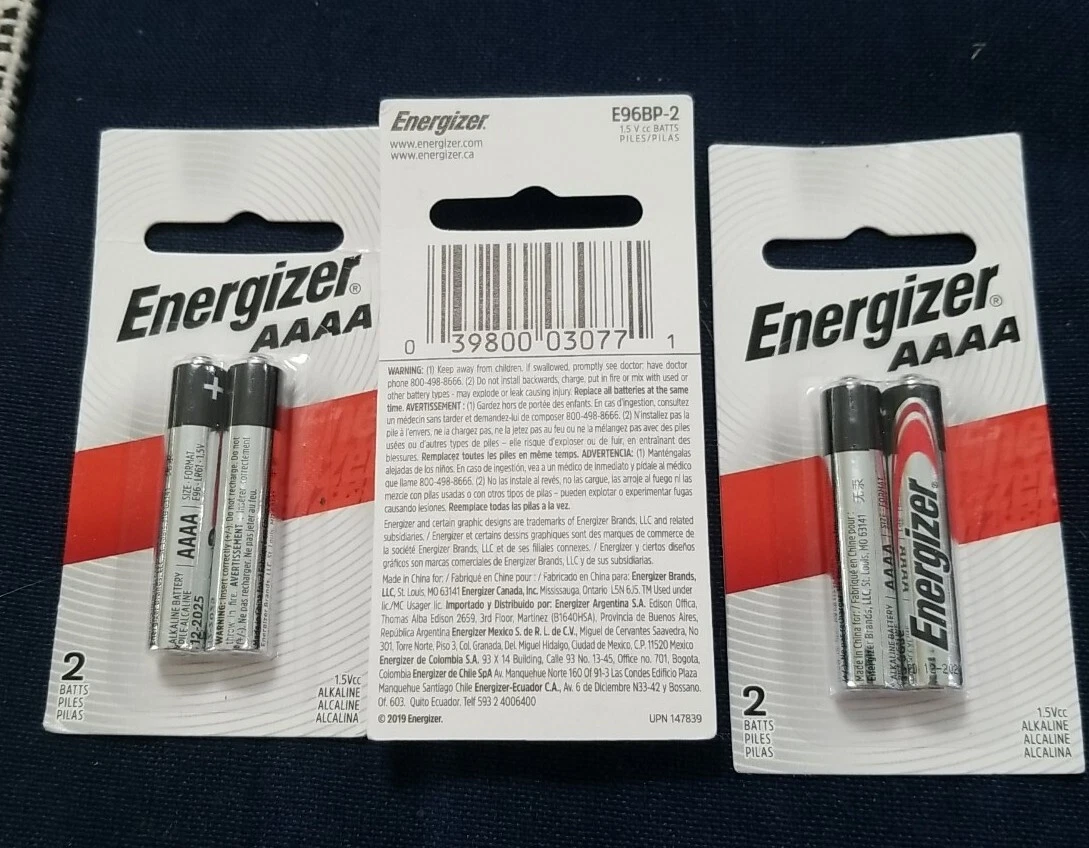 Energizer®
AAAA
+
AAAA
SIZE FORMAT
E96-LR61-1.5V
ALKALINE BATTERY
12-2025
2
BATTS
PILES
PILAS
1.5Vcc
ALKALINE
ALCALINE
ALCALINA
Energizer.
www.energizer.com
www.energizer.ca
E96BP-2
1.5 V cc BATTS
PILES/PILAS
0 39800 03077 1
WARNING: (1) Keep away from children. If swallowed, promptly see doctor; have doctor
phone 800-498-8666. (2) Do not install backwards, charge, put in fire or mix with used or
other battery types - may explode or leak causing injury. Replace all batteries at the same
time. AVERTISSEMENT : (1) Gardez hors de portée des enfants. En cas d'ingestion, consultez
un médecin sans tarder et demandez-lui de composer 800-498-8666. (2) N'installez pas la
pile à l'envers, ne la chargez pas, ne la jetez pas au feu ou ne la mélangez pas avec des piles
usées ou d'autres types de piles – elle risque d'exploser ou de fuir, en entraînant des
blessures. Remplacez toutes les piles en même temps. ADVERTENCIA: (1) Manténgalas
alejadas de los niños. En caso de ingestión, vea a un médico de inmediato y pídale al médico
que llame 800-498-8666. (2) No las instale al revés, no las cargue, las arroje al fuego ni las
mezcle con pilas usadas o con otros tipos de pilas – pueden explotar o experimentar fugas
causando lesiones. Reemplace todas las pilas a la vez.
Energizer and certain graphic designs are trademarks of Energizer Brands, LLC and related
subsidiaries. / Energizer et certains dessins graphiques sont des marques de commerce de
la société Energizer Brands, LLC et de ses filiales connexes. / Energizer y ciertos diseños
gráficos son marcas comerciales de Energizer Brands, LLC y de sus subsidiarias.
Made in China for: / Fabriqué en Chine pour : / Fabricado en China para: Energizer Brands,
LLC, St. Louis, MO 63141 Energizer Canada, Inc. Mississauga, Ontario L5N 6J5. TM Used under
lic./MC Usager lic. Importado y Distribuido por: Energizer Argentina S.A. Edison Office,
Thomas Alba Edison 2659, 3rd Floor, Martinez (B1640HSA), Provincia de Buenos Aires,
República Argentina Energizer Mexico S. de R. L. de C.V., Miguel de Cervantes Saavedra, No
301, Torre Norte, Piso 3, Col. Granada, Del. Miguel Hidalgo, Ciudad de Mexico, C.P. 11520 Mexico
Energizer de Colombia S.A. 93 X 14 Building, Calle 93 No. 13-45, Office no. 701, Bogota,
Colombia Energizer de Chile SpA Av. Manquehue Norte 160 Of 91-3 Las Condes Edificio Plaza
Manquehue Santiago Chile Energizer-Ecuador C.A., Av. 6 de Diciembre N33-42 y Bossano.
Of. 603. Quito Ecuador. Telf 593 2 4006400
© 2019 Energizer.
UPN 147839
Energizer®
AAAA
Made in China for: / Fabriqué en Chine pour :
Energizer Brands, LLC, St. Louis, MO 63141
AAAA
Energizer
2
BATTS
PILES
PILAS
1.5Vcc
ALKALINE
ALCALINE
ALCALINA